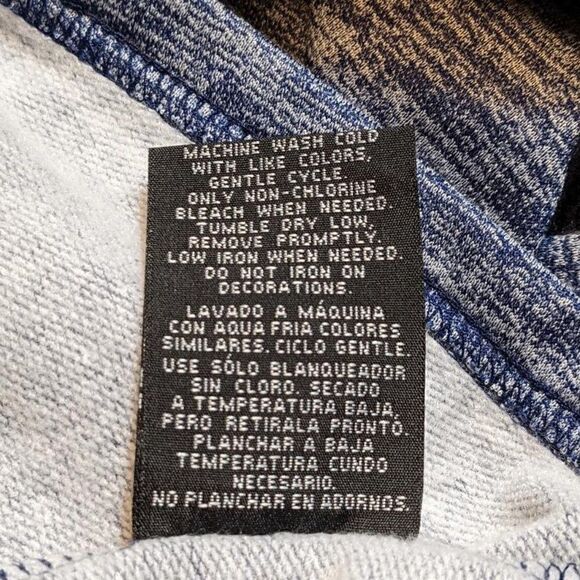 MACHINE WASH COLD
WITH LIKE COLORS,
GENTLE CYCLE
ONLY NON-CHLORINE
BLEACH WHEN NEEDED.
TUMBLE DRY LOW,
REMOVE PROMPTLY.
LOW IRON WHEN NEEDED.
DO NOT IRON ON
DECORATIONS.
LAVADO A MÁQUINA
CON AQUA FRIA COLORES
SIMILARES. CICLO GENTLE.
USE SÓLO BLANQUEADOR
SIN CLORO. SECADO
A TEMPERATURA BAJA,
PERO RETIRALA PRONTÓ.
PLANCHAR A BAJA
TEMPERATURA CUNDO
NECESARIO.
NO PLANCHAR EN ADORNOS.